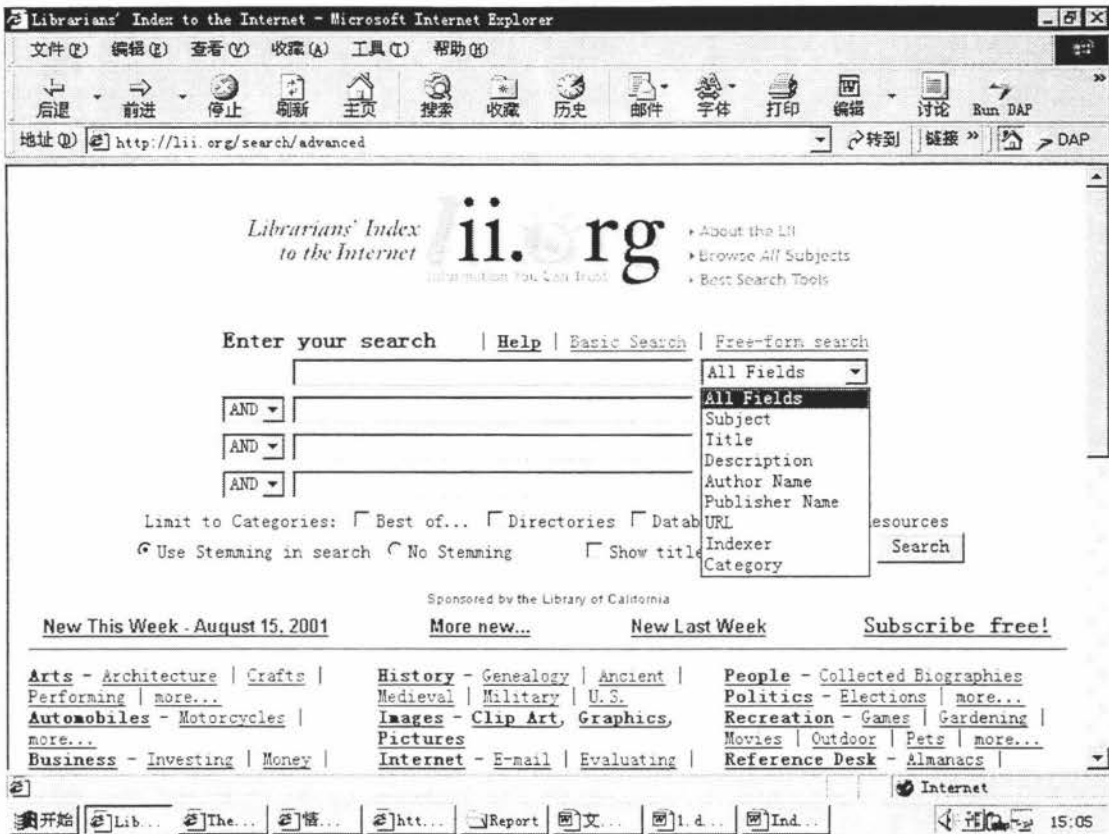 Librarians' Index to the Internet - Microsoft Internet Explorer
文件(F) 编辑(E) 查看(V) 收藏(A) 工具(T) 帮助(H)
后退 前进 停止 刷新 主页 搜索 收藏 历史 邮件 字体 打印 编辑 讨论 Run DAP
地址(D) http://lii.org/search/advanced 转到 链接 » DAP
Librarians' Index
to the Internet
lii.org
Information You Can Trust
About the LII
Browse All Subjects
Best Search Tools
Enter your search | Help | Basic Search | Free-form search
All Fields
All Fields
AND
Subject
Title
AND
Description
Author Name
AND
Publisher Name
Limit to Categories: Best of... Directories Datab URL esources
Use Stemming in search No Stemming Show title Indexer Search
Category
Sponsored by the Library of California
New This Week - August 15, 2001 More new... New Last Week Subscribe free!
Arts - Architecture | Crafts | History - Genealogy | Ancient | People - Collected Biographies
Performing | more... Medieval | Military | U.S. Politics - Elections | more...
Automobiles - Motorcycles | Images - Clip Art, Graphics, Recreation - Games | Gardening |
more... Pictures Movies | Outdoor | Pets | more...
Business - Investing | Money | Internet - E-mail | Evaluating | Reference Desk - Almanacs |
Internet
开始 Lib... The... htt... Report 文... 1.d... Ind... 15:05